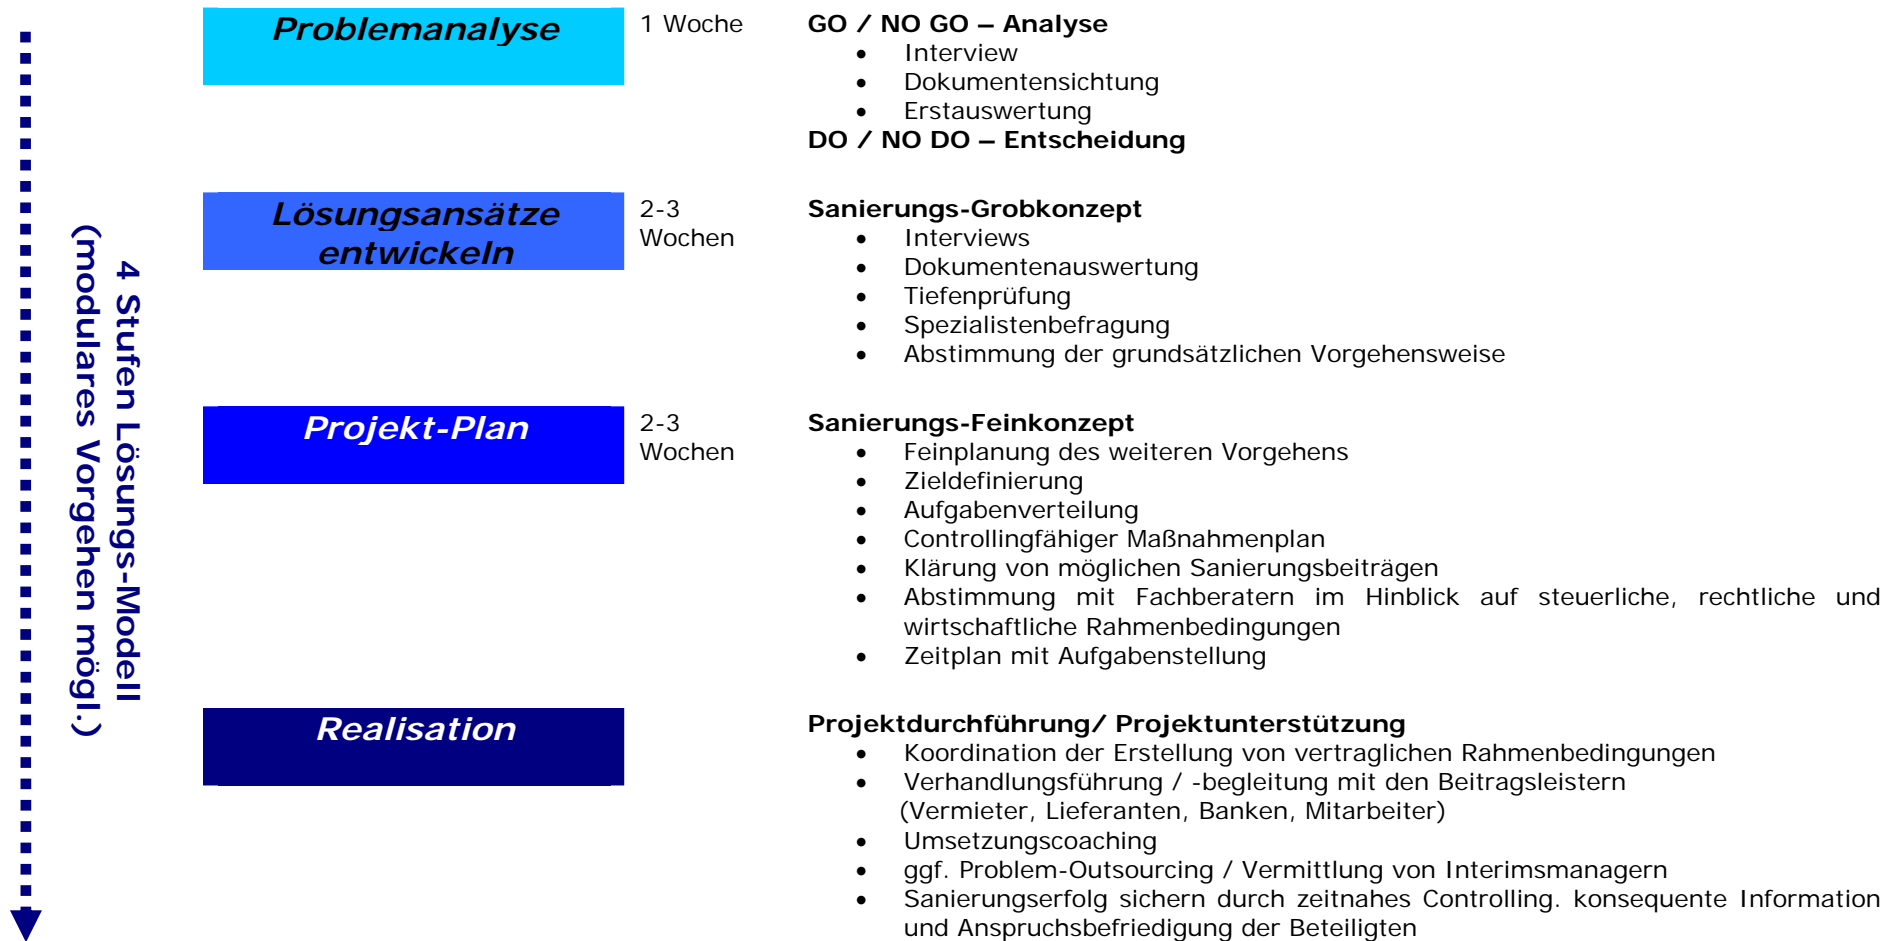 4 Stufen Lösungs-Modell
(modulares Vorgehen mögl.)
Problemanalyse
1 Woche
GO / NO GO – Analyse
• Interview
• Dokumentensichtung
• Erstauswertung
DO / NO DO – Entscheidung
Lösungsansätze
entwickeln
2-3
Wochen
Sanierungs-Grobkonzept
• Interviews
• Dokumentenauswertung
• Tiefenprüfung
• Spezialistenbefragung
• Abstimmung der grundsätzlichen Vorgehensweise
Projekt-Plan
2-3
Wochen
Sanierungs-Feinkonzept
• Feinplanung des weiteren Vorgehens
• Zieldefinierung
• Aufgabenverteilung
• Controllingfähiger Maßnahmenplan
• Klärung von möglichen Sanierungsbeiträgen
• Abstimmung mit Fachberatern im Hinblick auf steuerliche, rechtliche und
wirtschaftliche Rahmenbedingungen
• Zeitplan mit Aufgabenstellung
Realisation
Projektdurchführung/ Projektunterstützung
• Koordination der Erstellung von vertraglichen Rahmenbedingungen
• Verhandlungsführung / -begleitung mit den Beitragsleistern
(Vermieter, Lieferanten, Banken, Mitarbeiter)
• Umsetzungscoaching
• ggf. Problem-Outsourcing / Vermittlung von Interimsmanagern
• Sanierungserfolg sichern durch zeitnahes Controlling. konsequente Information
und Anspruchsbefriedigung der Beteiligten